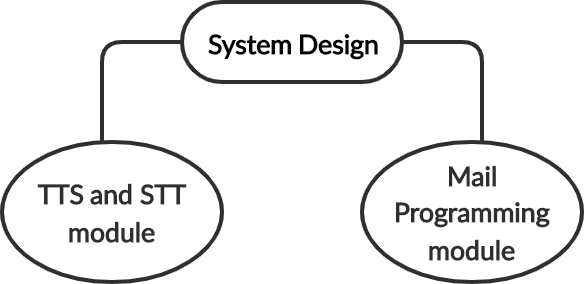 System Design
TTS and STT
module
Mail
Programming
module